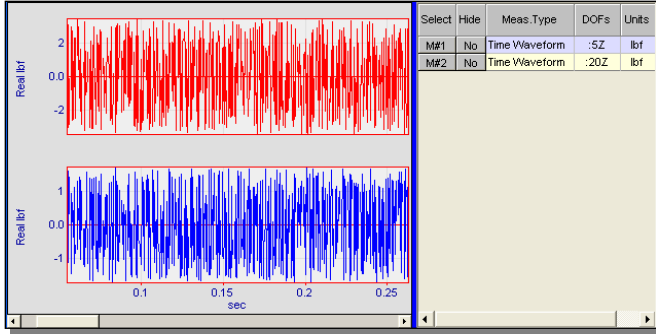 Real lbf
2
0.0
-2
Real lbf
1
0.0
-1
0.1 0.15 0.2 0.25
sec
Select Hide Meas.Type DOFs Units
M#1 No Time Waveform :5Z lbf
M#2 No Time Waveform :20Z lbf